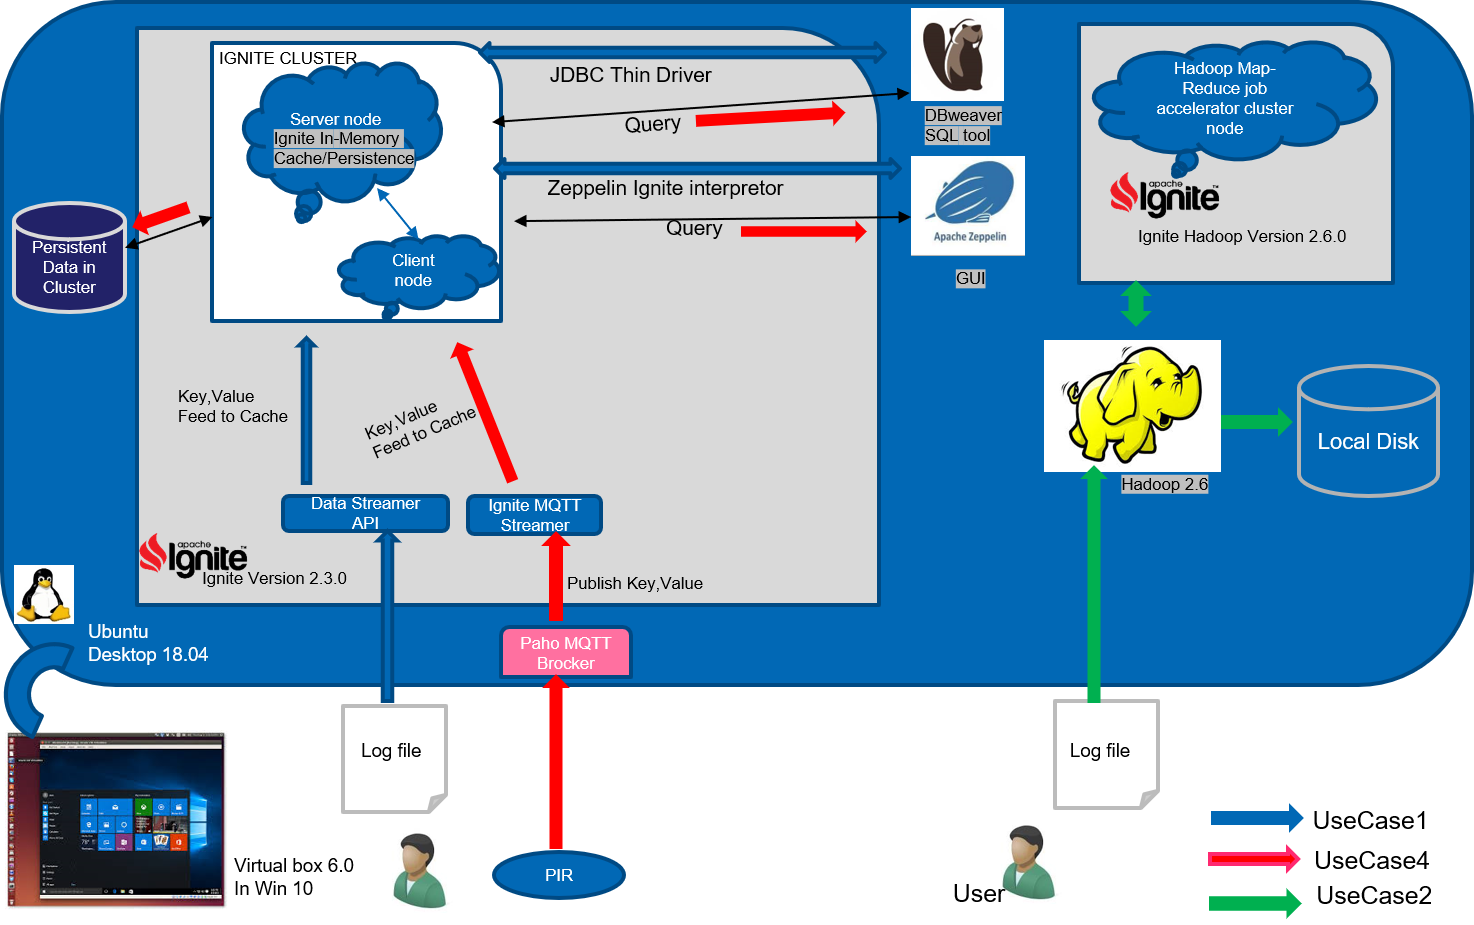 IGNITE CLUSTER
Server node
Ignite In-Memory
Cache/Persistence
Client
node
JDBC Thin Driver
Query
Zeppelin Ignite interpretor
Query
DBweaver
SQL tool
Apache Zeppelin
GUI
Hadoop Map-
Reduce job
accelerator cluster
node
apache
Ignite™
Ignite Hadoop Version 2.6.0
Persistent
Data in
Cluster
Key,Value
Feed to Cache
Key,Value
Feed to Cache
Local Disk
Hadoop 2.6
Data Streamer
API
Ignite MQTT
Streamer
apache
Ignite™
Ignite Version 2.3.0
Publish Key,Value
Ubuntu
Desktop 18.04
Paho MQTT
Brocker
Log file
Log file
Virtual box 6.0
In Win 10
PIR
User
UseCase1
UseCase4
UseCase2